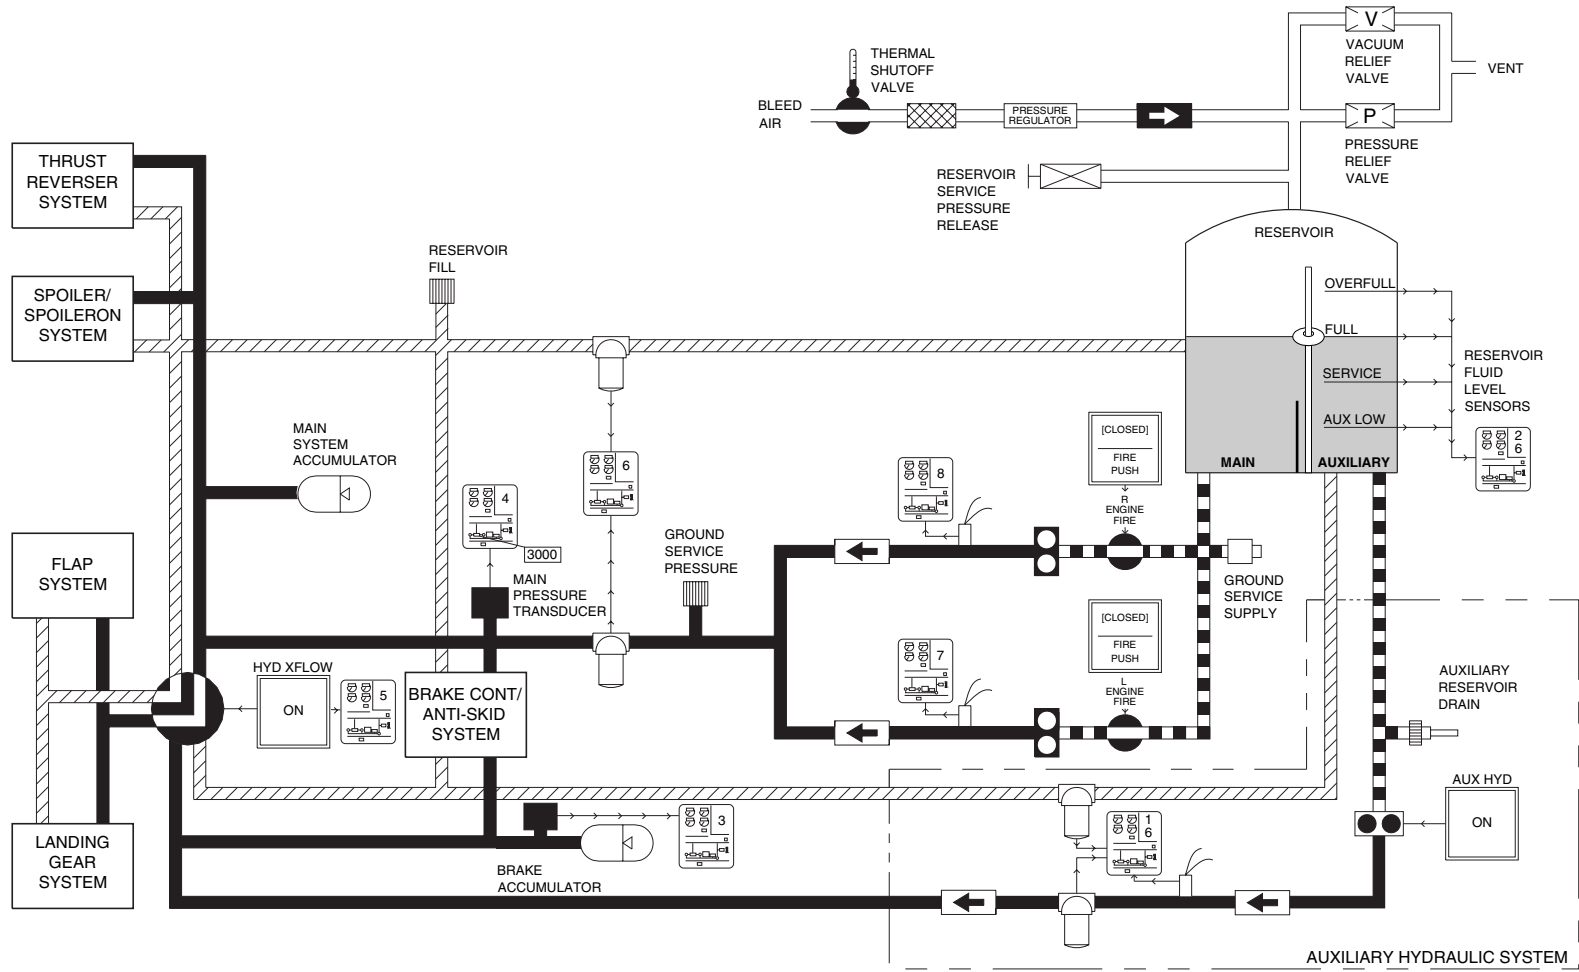 V
VACUUM
RELIEF
VALVE
VENT
THERMAL
SHUTOFF
VALVE
BLEED
AIR
PRESSURE
REGULATOR
P
PRESSURE
RELIEF
VALVE
RESERVOIR
SERVICE
PRESSURE
RELEASE
THRUST
REVERSER
SYSTEM
RESERVOIR
FILL
RESERVOIR
OVERFULL
FULL
SERVICE
AUX LOW
MAIN
AUXILIARY
RESERVOIR
FLUID
LEVEL
SENSORS
2
6
SPOILER/
SPOILERON
SYSTEM
MAIN
SYSTEM
ACCUMULATOR
6
4
3000
MAIN
PRESSURE
TRANSDUCER
GROUND
SERVICE
PRESSURE
8
[CLOSED]
FIRE
PUSH
R
ENGINE
FIRE
GROUND
SERVICE
SUPPLY
7
[CLOSED]
FIRE
PUSH
L
ENGINE
FIRE
FLAP
SYSTEM
HYD XFLOW
ON
5
BRAKE CONT/
ANTI-SKID
SYSTEM
AUXILIARY
RESERVOIR
DRAIN
AUX HYD
ON
LANDING
GEAR
SYSTEM
3
BRAKE
ACCUMULATOR
1
6
AUXILIARY HYDRAULIC SYSTEM